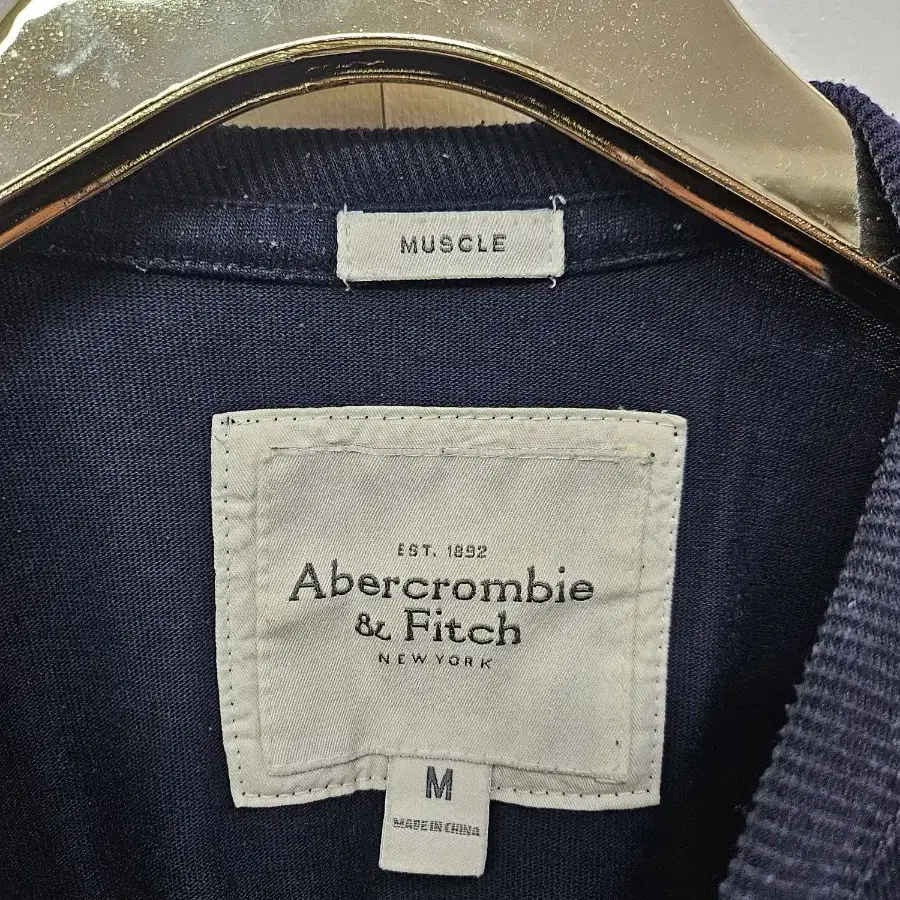 MUSCLE
EST. 1892
Abercrombie
& Fitch
NEW YORK
M
MADE IN CHINA